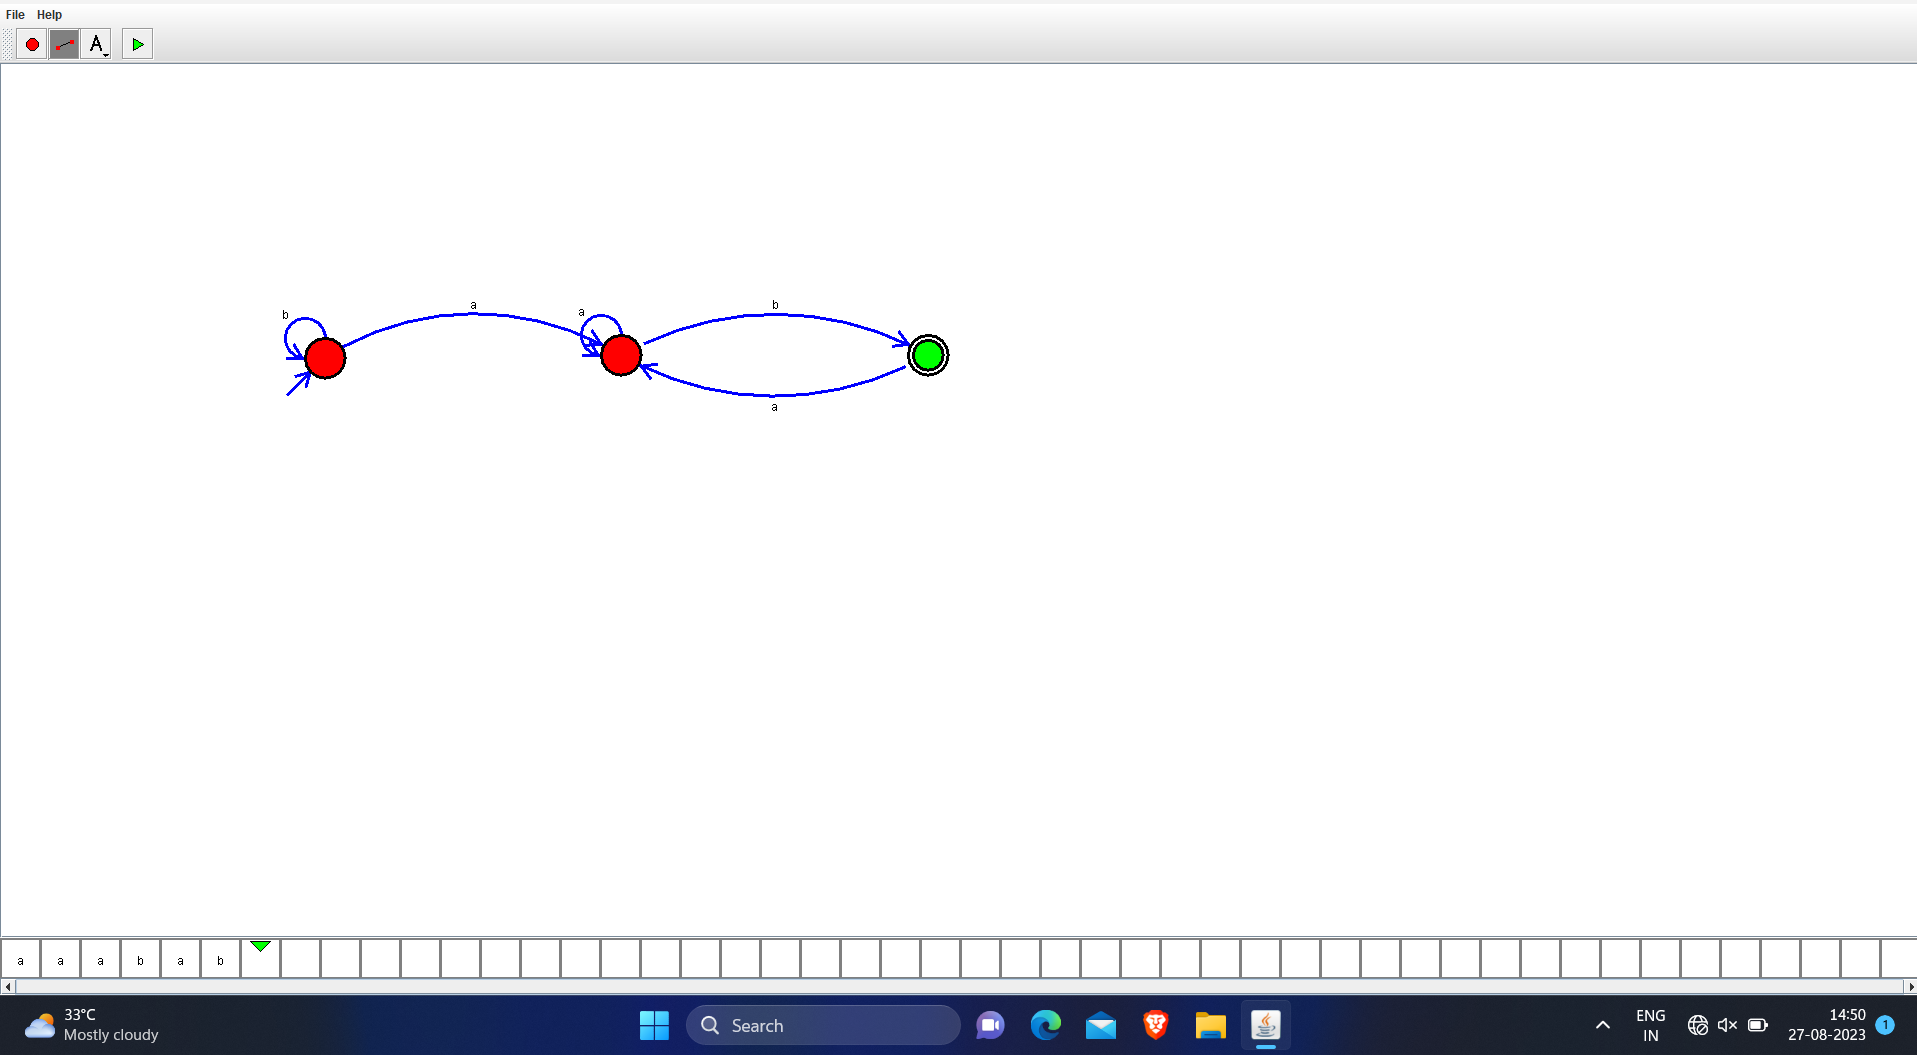 File Help
A
b
a
a
b
a
a a a b a b
33°C
Mostly cloudy
Search
ENG
IN
14:50
27-08-2023
1